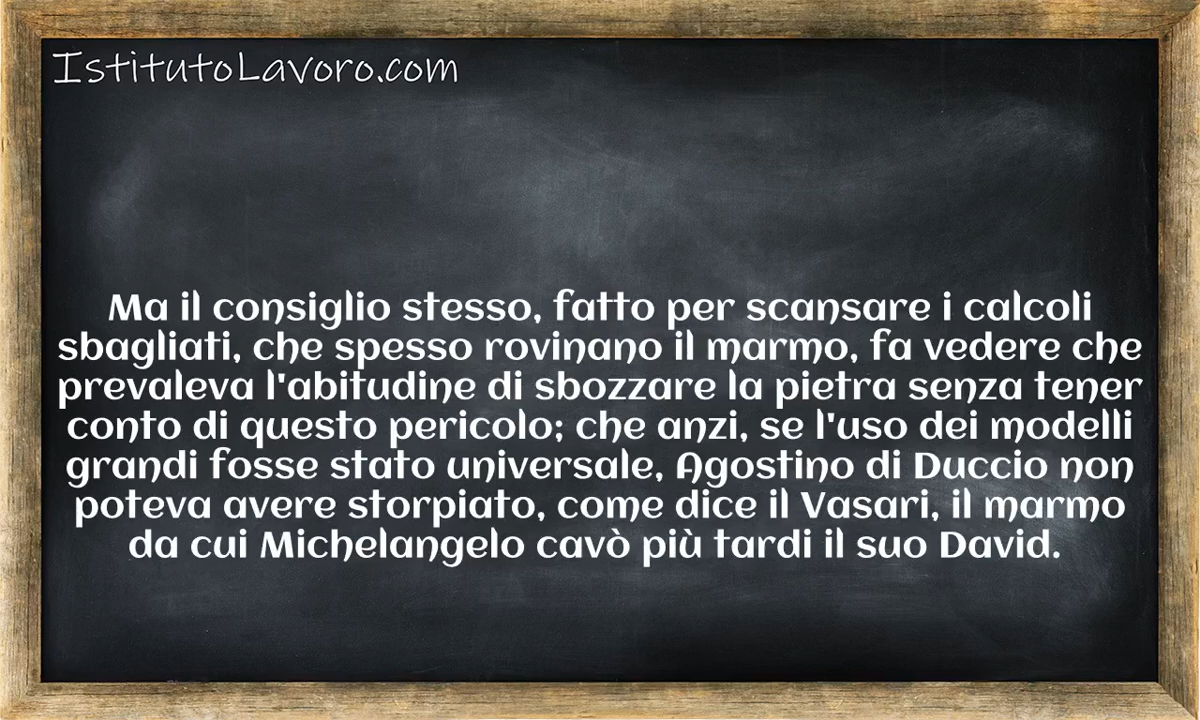 IstitutoLavoro.com
Ma il consiglio stesso, fatto per scansare i calcoli
sbagliati, che spesso rovinano il marmo, fa vedere che
prevaleva l'abitudine di sbozzare la pietra senza tener
conto di questo pericolo; che anzi, se l'uso dei modelli
grandi fosse stato universale, Agostino di Duccio non
poteva avere storpiato, come dice il Vasari, il marmo
da cui Michelangelo cavò più tardi il suo David.